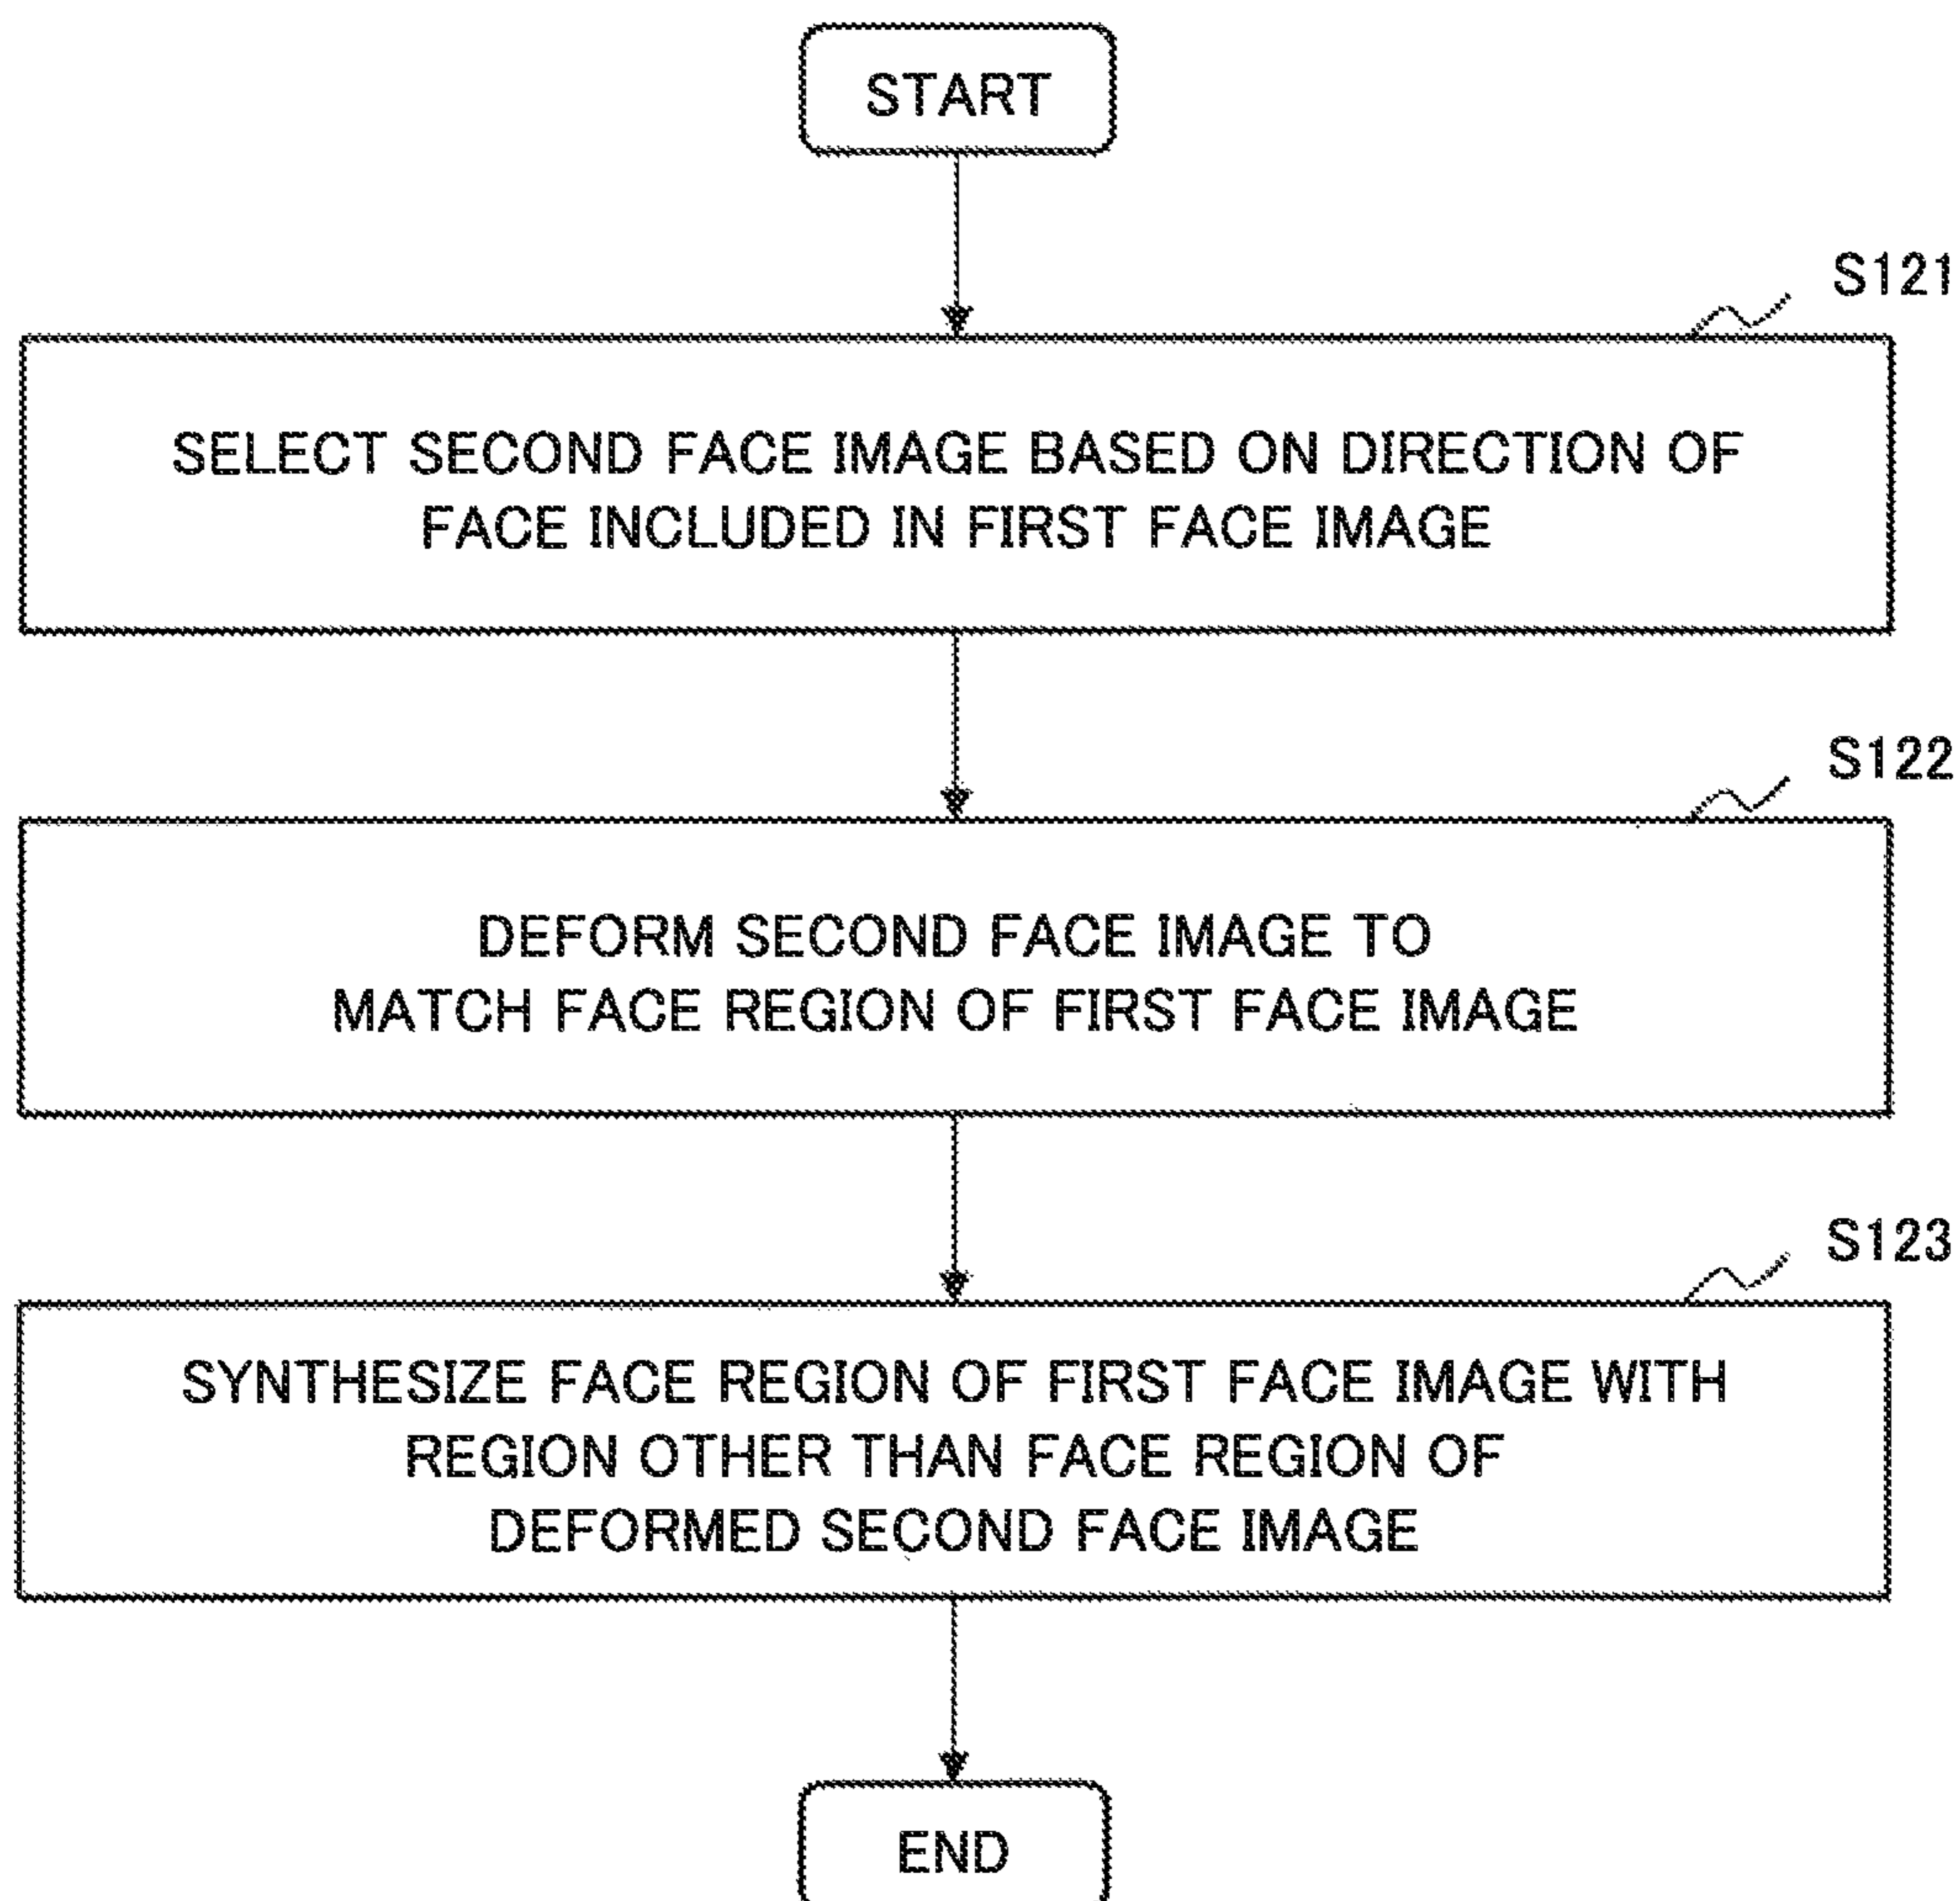 START
S121
SELECT SECOND FACE IMAGE BASED ON DIRECTION OF
FACE INCLUDED IN FIRST FACE IMAGE
S122
DEFORM SECOND FACE IMAGE TO
MATCH FACE REGION OF FIRST FACE IMAGE
S123
SYNTHESIZE FACE REGION OF FIRST FACE IMAGE WITH
REGION OTHER THAN FACE REGION OF
DEFORMED SECOND FACE IMAGE
END